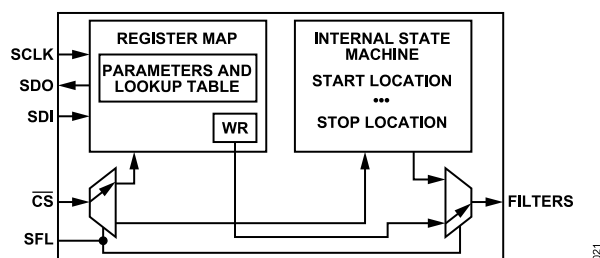 REGISTER MAP
PARAMETERS AND
LOOKUP TABLE
WR
INTERNAL STATE
MACHINE
START LOCATION
•••
STOP LOCATION
SCLK
SDO
SDI
CS
SFL
FILTERS
021